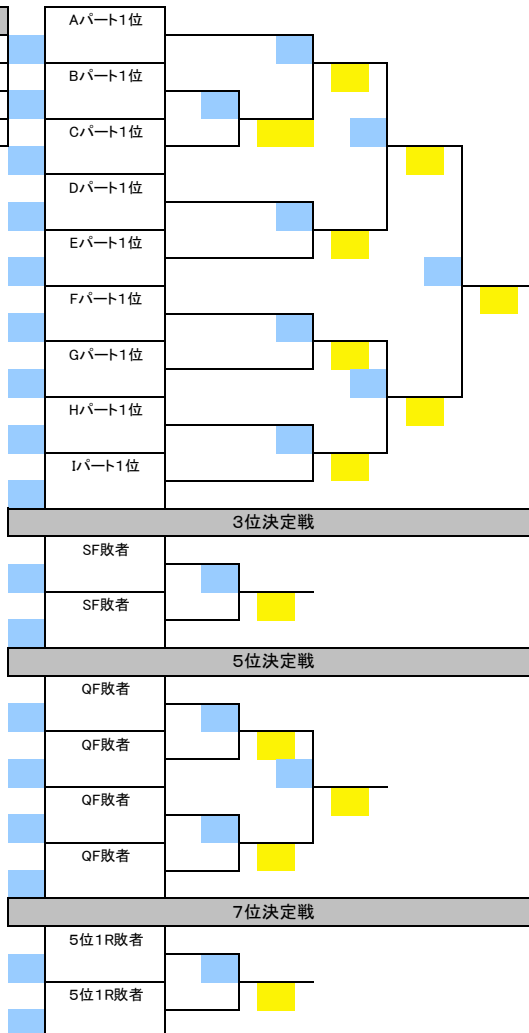 Aパート1位
Bパート1位
Cパート1位
Dパート1位
Eパート1位
Fパート1位
Gパート1位
Hパート1位
Iパート1位
3位決定戦
SF敗者
SF敗者
5位決定戦
QF敗者
QF敗者
QF敗者
QF敗者
7位決定戦
5位1R敗者
5位1R敗者